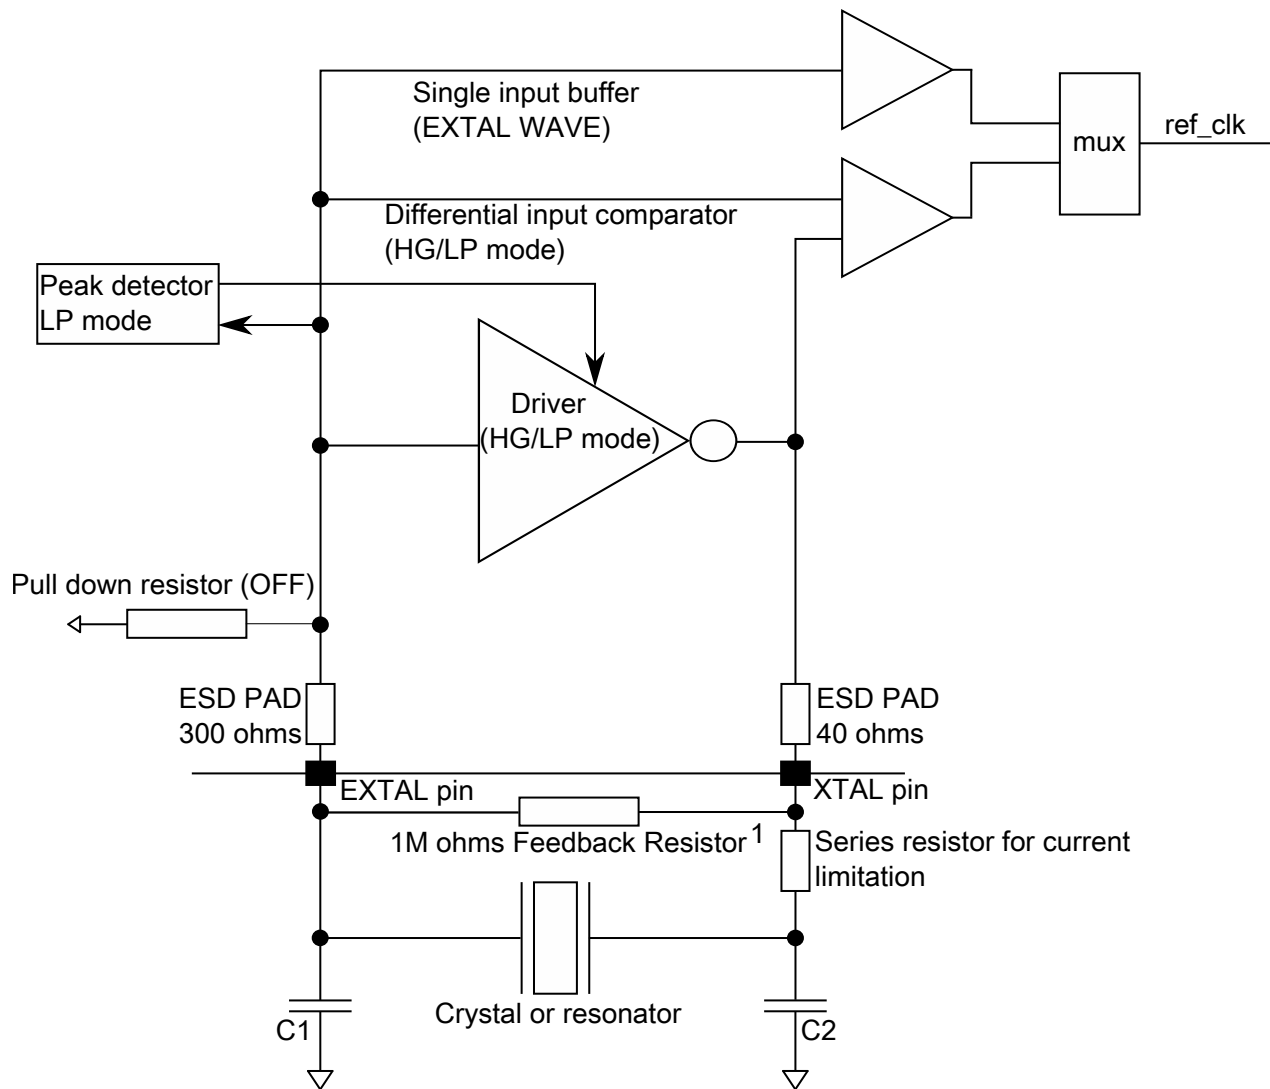 Single input buffer
(EXTAL WAVE)
mux
ref_clk
Differential input comparator
(HG/LP mode)
Peak detector
LP mode
Driver
(HG/LP mode)
Pull down resistor (OFF)
ESD PAD
300 ohms
ESD PAD
40 ohms
EXTAL pin
XTAL pin
1M ohms Feedback Resistor 1
Series resistor for current
limitation
Crystal or resonator
C1
C2